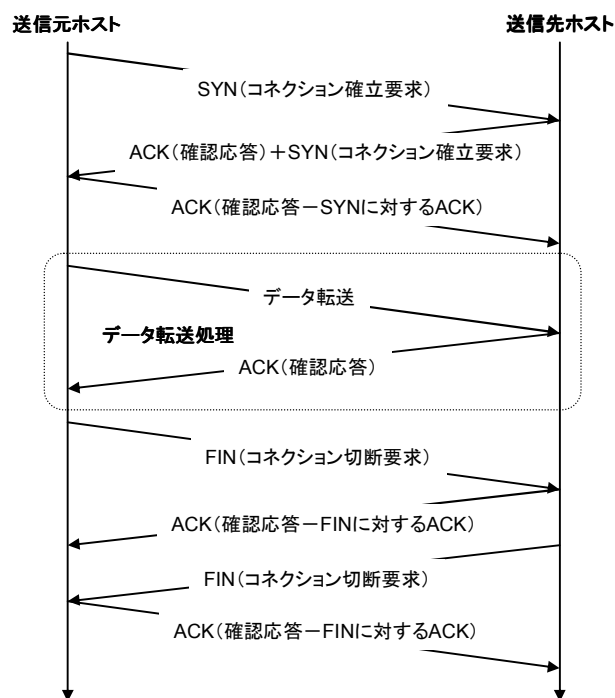 送信元ホスト
送信先ホスト
SYN(コネクション確立要求)
ACK(確認応答)+SYN(コネクション確立要求)
ACK(確認応答-SYNに対するACK)
データ転送
データ転送処理
ACK(確認応答)
FIN(コネクション切断要求)
ACK(確認応答-FINに対するACK)
FIN(コネクション切断要求)
ACK(確認応答-FINに対するACK)